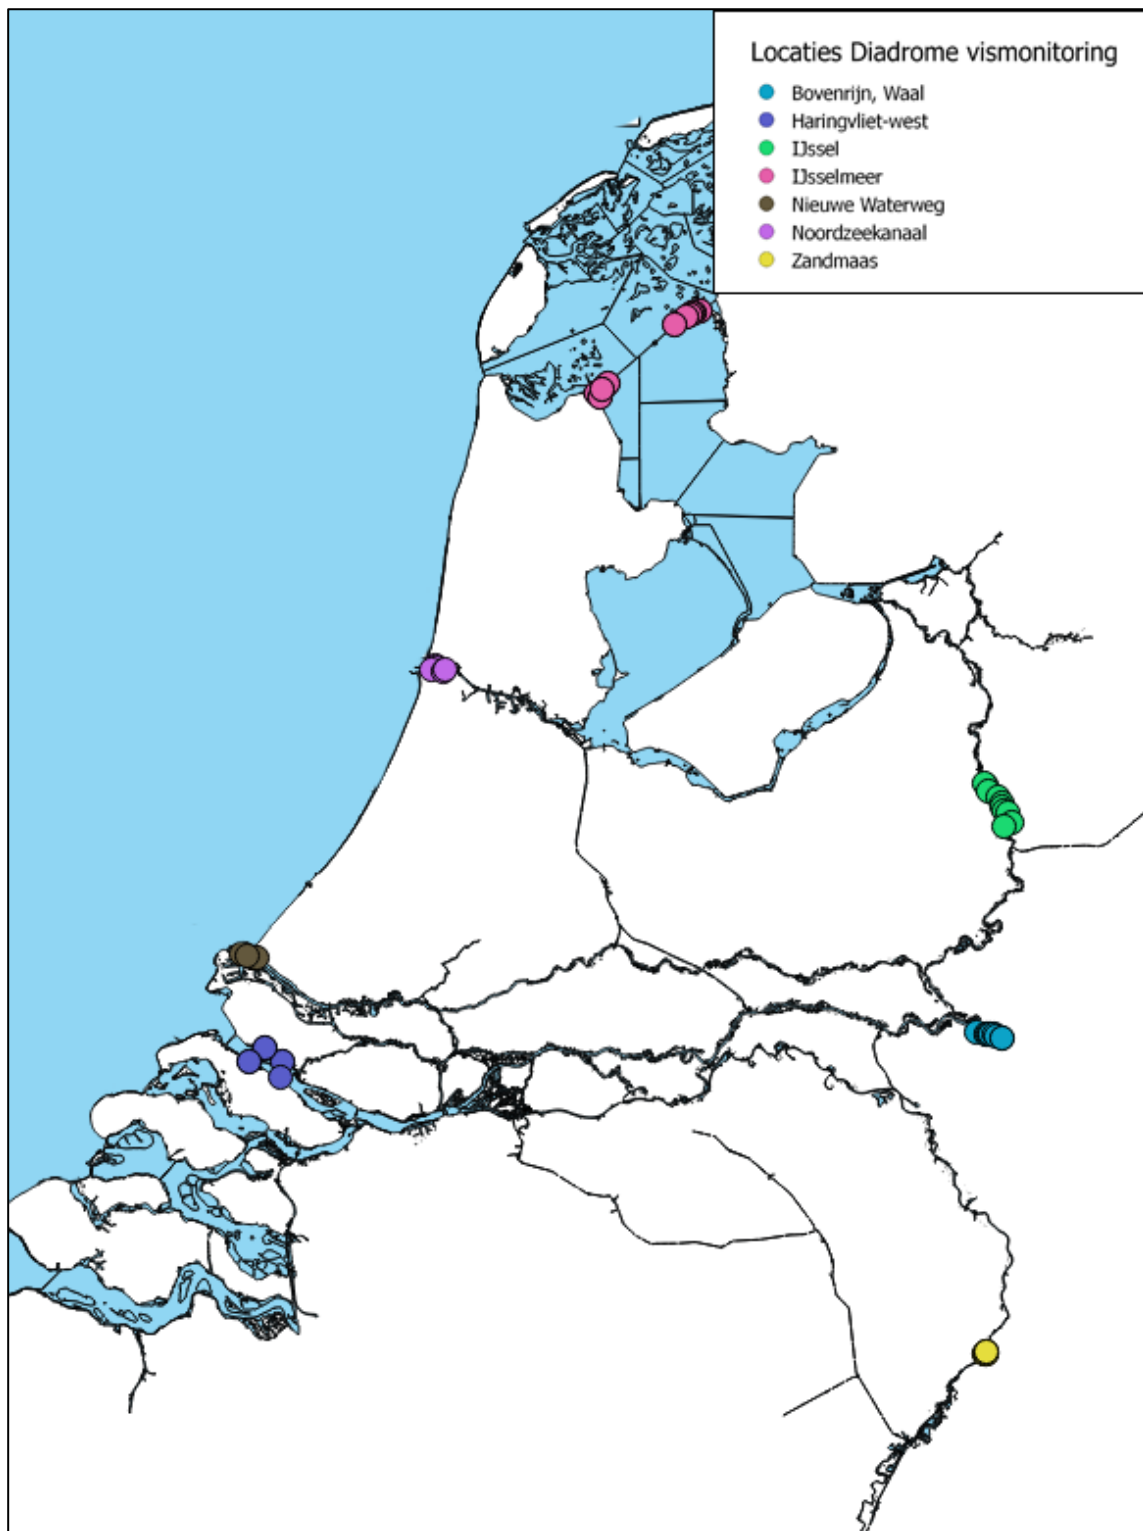 Locaties Diadrome vismonitoring
Bovenrijn, Waal
Haringvliet-west
IJssel
IJsselmeer
Nieuwe Waterweg
Noordzeekanaal
Zandmaas